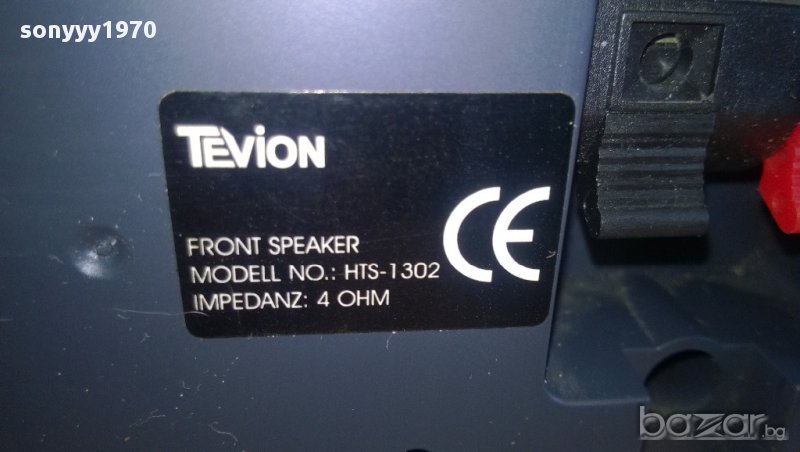 sonyyy1970
TEVION
FRONT SPEAKER
MODELL NO.: HTS-1302
IMPEDANZ: 4 OHM
CE
bazar.bg